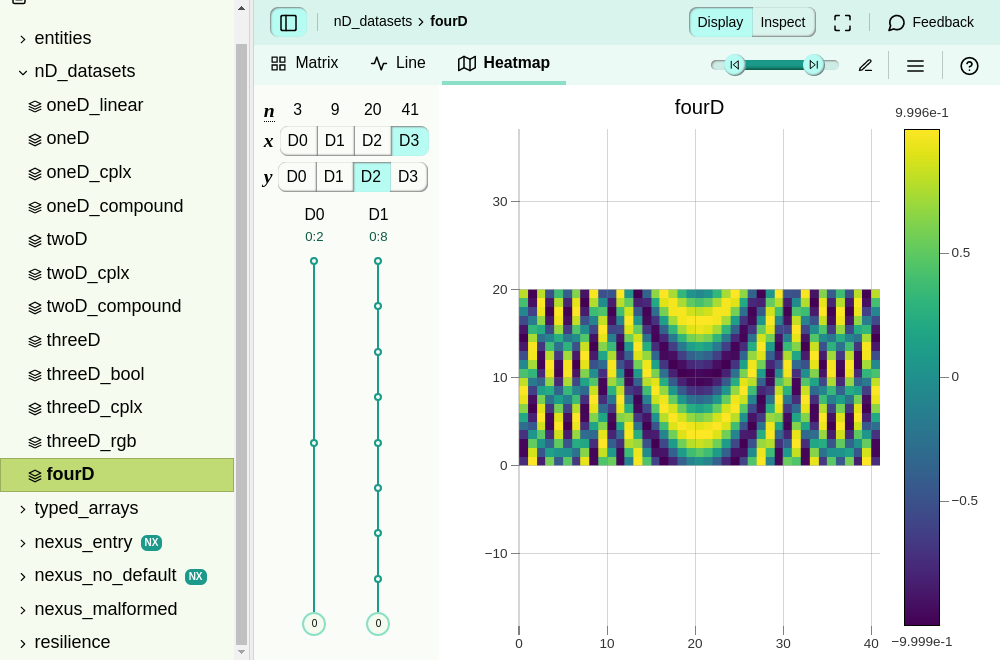 entities
nD_datasets
oneD_linear
oneD
oneD_cplx
oneD_compound
twoD
twoD_cplx
twoD_compound
threeD
threeD_bool
threeD_cplx
threeD_rgb
fourD
typed_arrays
nexus_entry NX
nexus_no_default NX
nexus_malformed
resilience
nD_datasets › fourD
Display Inspect Feedback
Matrix Line Heatmap
n 3 9 20 41
x D0 D1 D2 D3
y D0 D1 D2 D3
D0 D1
0:2 0:8
0 0
fourD
9.996e-1
0.5
0
−0.5
−9.999e-1
30
20
10
0
−10
0 10 20 30 40